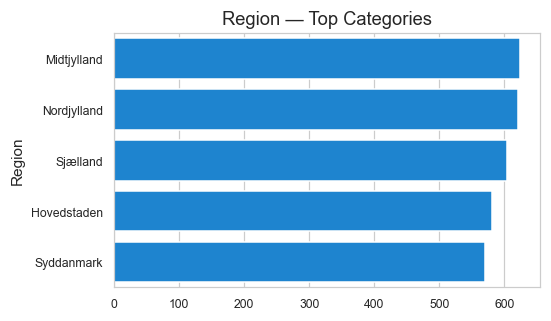 Region — Top Categories
Region
Midtjylland
Nordjylland
Sjælland
Hovedstaden
Syddanmark
0 100 200 300 400 500 600